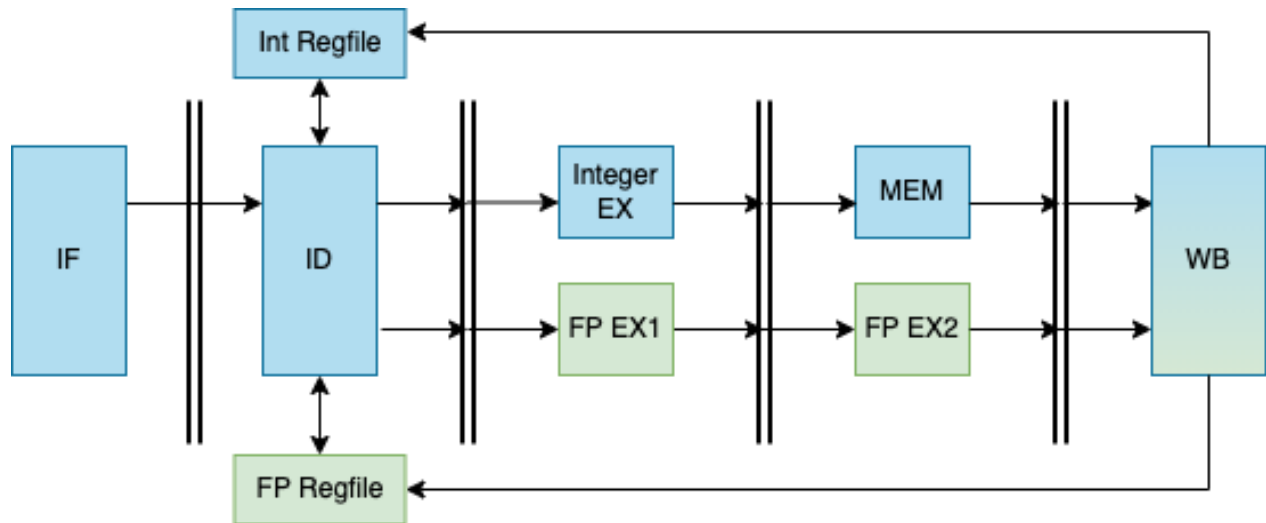 Int Regfile
IF
ID
Integer
EX
MEM
FP EX1
FP EX2
WB
FP Regfile